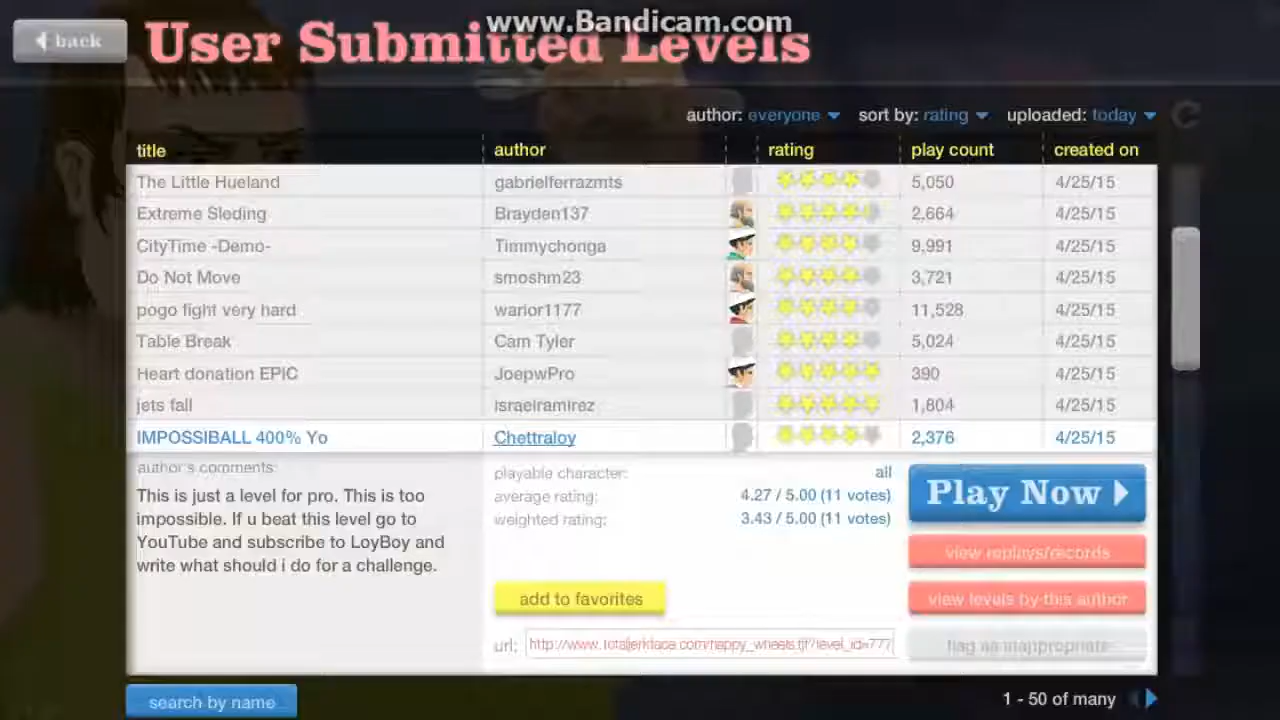 www.Bandicam.com
back
User Submitted Levels
author: everyone sort by: rating uploaded: today
title author rating play count created on
The Little Hueland gabrielferrazmts 5,050 4/25/15
Extreme Sleding Brayden137 2,664 4/25/15
CityTime -Demo- Timmychonga 9,991 4/25/15
Do Not Move smoshm23 3,721 4/25/15
pogo fight very hard warior1177 11,528 4/25/15
Table Break Cam Tyler 5,024 4/25/15
Heart donation EPIC JoepwPro 390 4/25/15
jets fall israelramirez 1,804 4/25/15
IMPOSSIBALL 400% Yo Chettraloy 2,376 4/25/15
author's comments:
This is just a level for pro. This is too
impossible. If u beat this level go to
YouTube and subscribe to LoyBoy and
write what should i do for a challenge.
playable character: all
average rating: 4.27 / 5.00 (11 votes)
weighted rating: 3.43 / 5.00 (11 votes)
add to favorites
url: http://www.totaljerkface.com/happy_wheels.tjf?level_id=777
Play Now
view replays/records
view levels by this author
flag as inappropriate
search by name
1 - 50 of many